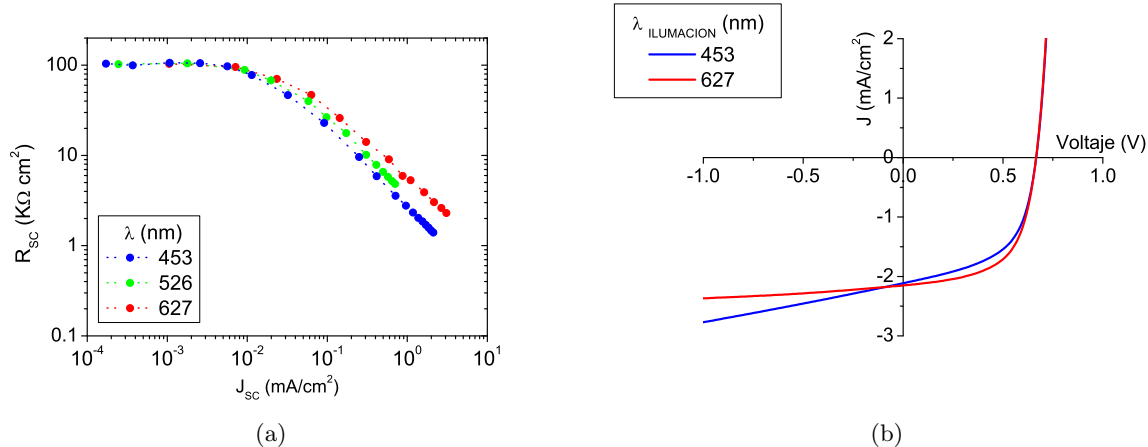 100
10
1
0.1
R_SC (KΩ cm²)
λ (nm)
453
526
627
10⁻⁴ 10⁻³ 10⁻² 10⁻¹ 10⁰ 10¹
J_SC (mA/cm²)
(a)
λ_ILUMACION (nm)
453
627
J (mA/cm²)
2
1
0
Voltaje (V)
-1.0 -0.5 0.0 0.5 1.0
-1
-2
-3
(b)